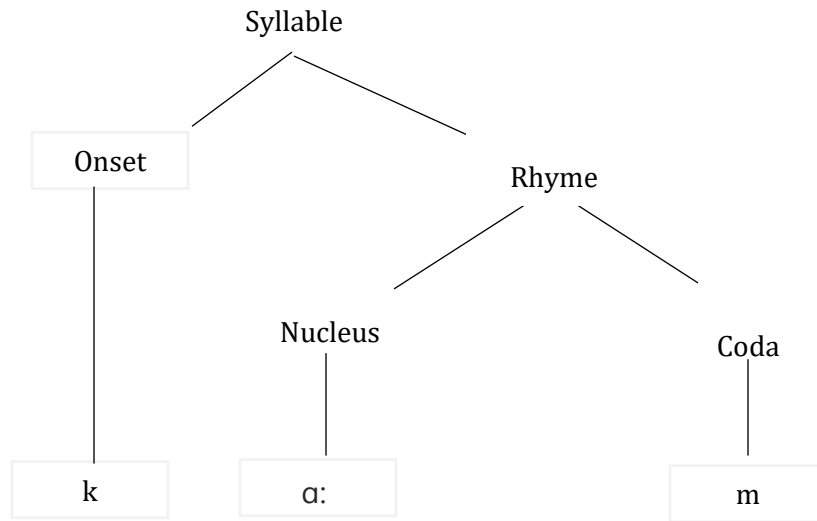 Syllable
Onset
Rhyme
Nucleus
Coda
k
ɑ:
m